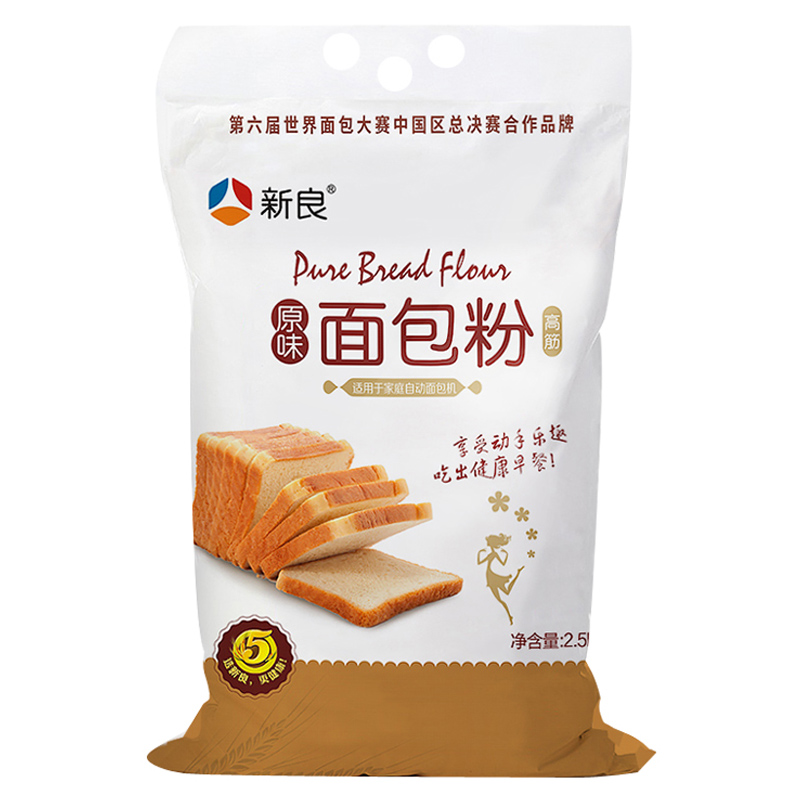 第六届世界面包大赛中国区总决赛合作品牌
新良®
Pure Bread Flour
原味
面包粉
高筋
适用于家庭自动面包机
享受动手乐趣
吃出健康早餐!
净含量:2.5
5
选新良,更健康!